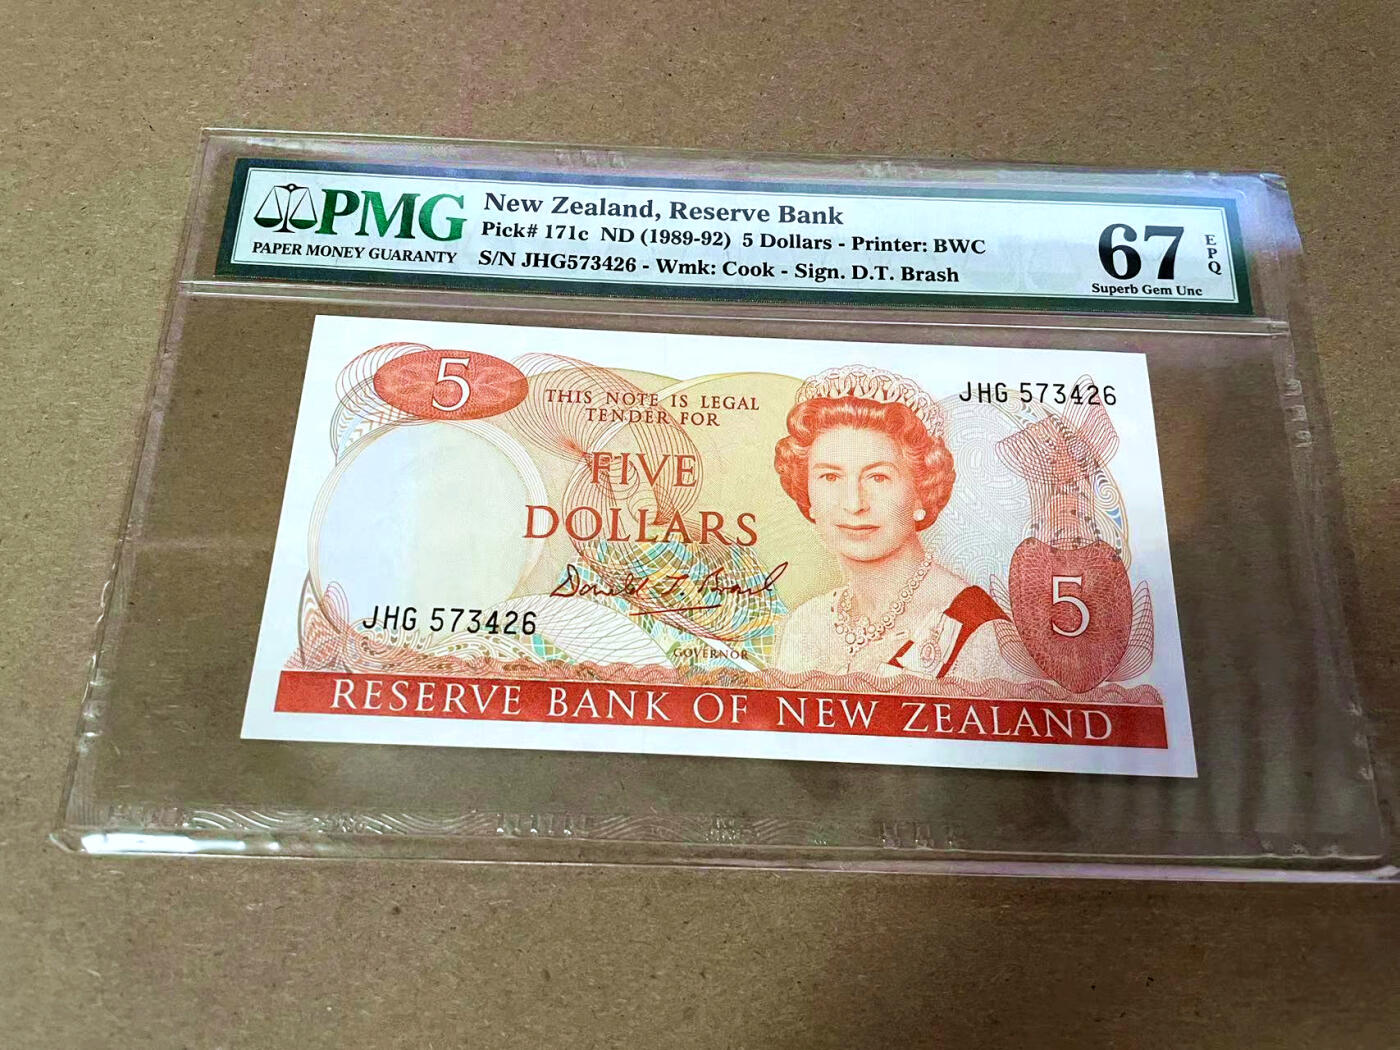 PMG
PAPER MONEY GUARANTY
New Zealand, Reserve Bank
Pick# 171c ND (1989-92) 5 Dollars - Printer: BWC
S/N JHG573426 - Wmk: Cook - Sign. D.T. Brash
67
EPQ
Superb Gem Unc
5
THIS NOTE IS LEGAL
TENDER FOR
FIVE
DOLLARS
JHG 573426
Donald T. Brash
GOVERNOR
JHG 573426
5
RESERVE BANK OF NEW ZEALAND